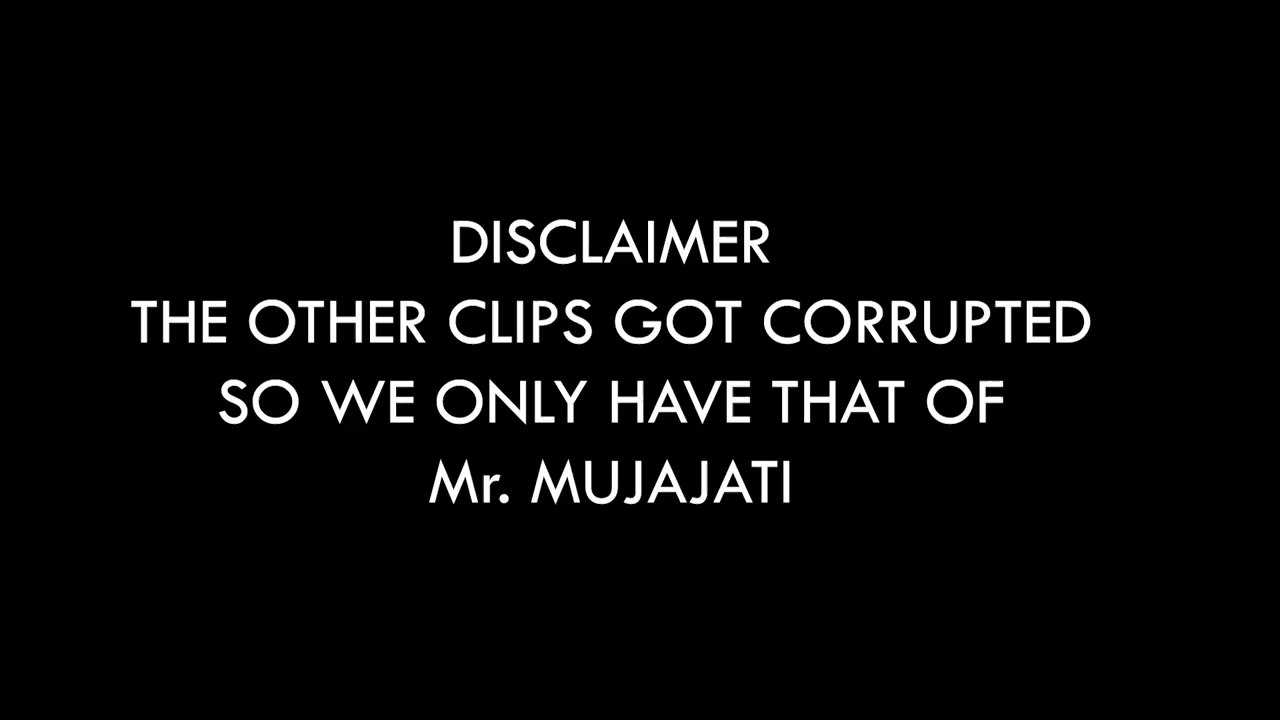 DISCLAIMER
THE OTHER CLIPS GOT CORRUPTED
SO WE ONLY HAVE THAT OF
Mr. MUJAJATI